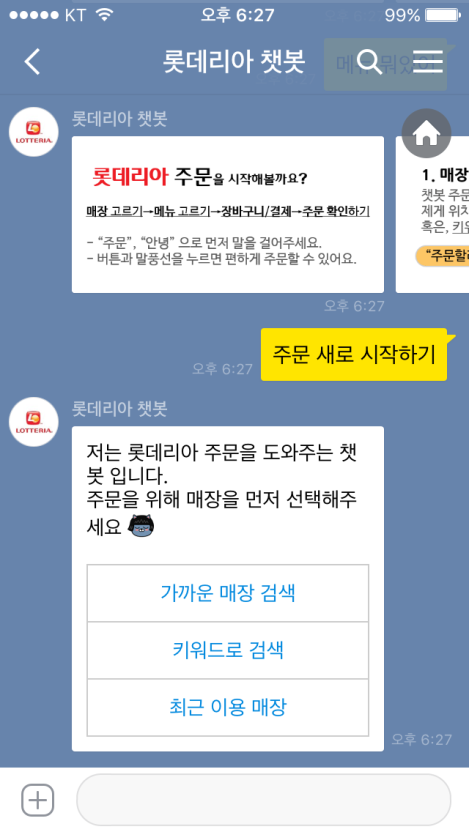 KT 오후 6:27 99%
롯데리아 챗봇
메뉴 뭐있어
롯데리아 챗봇
LOTTERIA
롯데리아 주문을 시작해볼까요?
매장 고르기→메뉴 고르기→장바구니/결제→주문 확인하기
- “주문”, “안녕” 으로 먼저 말을 걸어주세요.
- 버튼과 말풍선을 누르면 편하게 주문할 수 있어요.
1. 매장
챗봇 주문
제게 위치
혹은, 키워
“주문할래
오후 6:27
주문 새로 시작하기
오후 6:27
롯데리아 챗봇
LOTTERIA
저는 롯데리아 주문을 도와주는 챗
봇 입니다.
주문을 위해 매장을 먼저 선택해주
세요
가까운 매장 검색
키워드로 검색
최근 이용 매장
오후 6:27